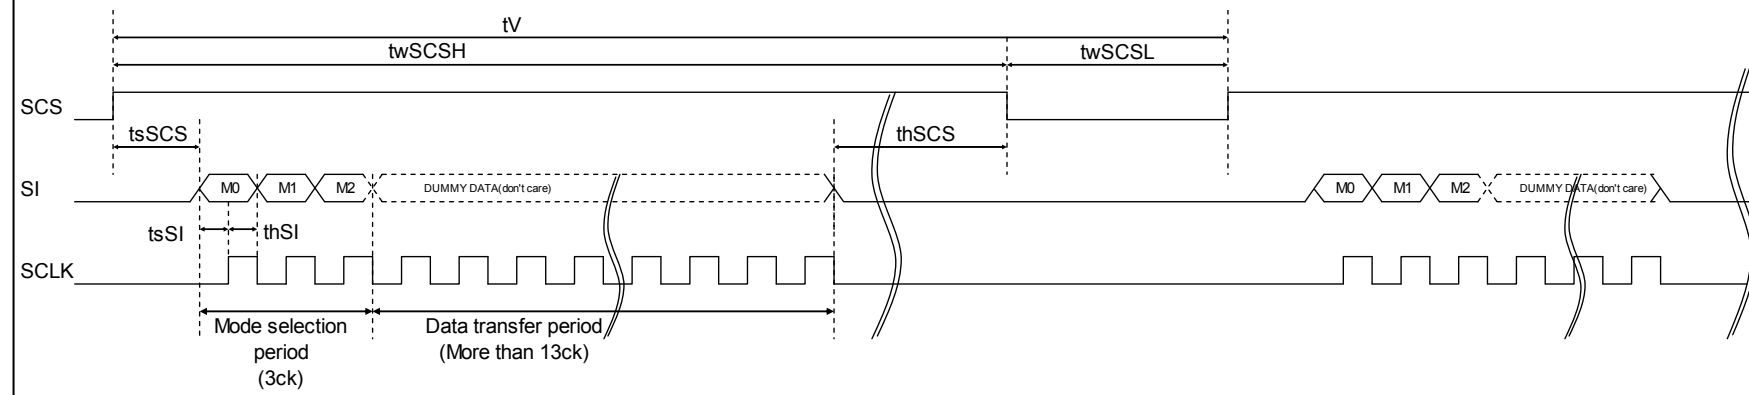 tV
twSCSH twSCSL
SCS
tsSCS thSCS
SI M0 M1 M2 DUMMY DATA(don't care) M0 M1 M2 DUMMY DATA(don't care)
tsSI thSI
SCLK
Mode selection Data transfer period
period (More than 13ck)
(3ck)